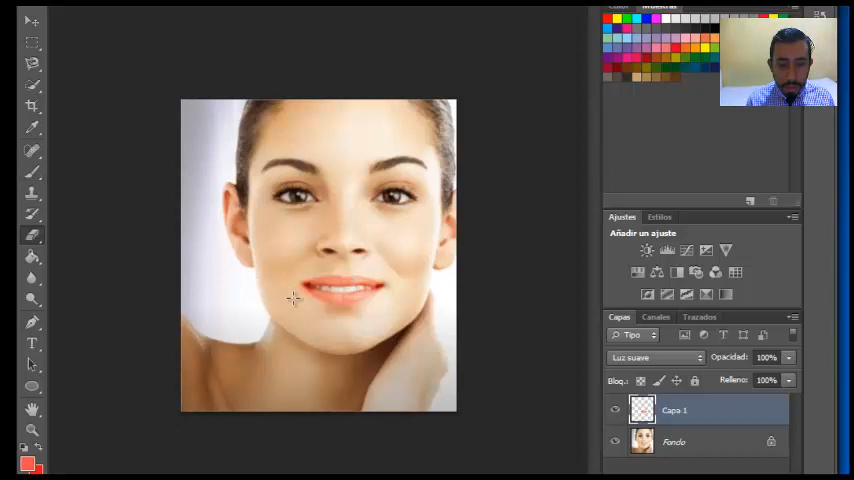 Color Muestras
Ajustes Estilos
Añadir un ajuste
Capas Canales Trazados
Tipo
Luz suave Opacidad: 100%
Bloq.: Relleno: 100%
Capa 1
Fondo